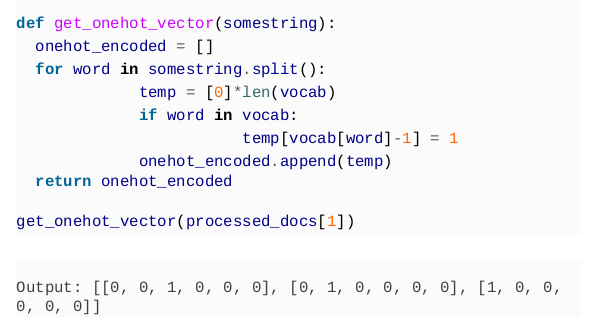 def get_onehot_vector(somestring):
  onehot_encoded = []
  for word in somestring.split():
             temp = [0]*len(vocab)
             if word in vocab:
                        temp[vocab[word]-1] = 1
             onehot_encoded.append(temp)
  return onehot_encoded
get_onehot_vector(processed_docs[1])
Output: [[0, 0, 1, 0, 0, 0], [0, 1, 0, 0, 0, 0], [1, 0, 0,
0, 0, 0]]